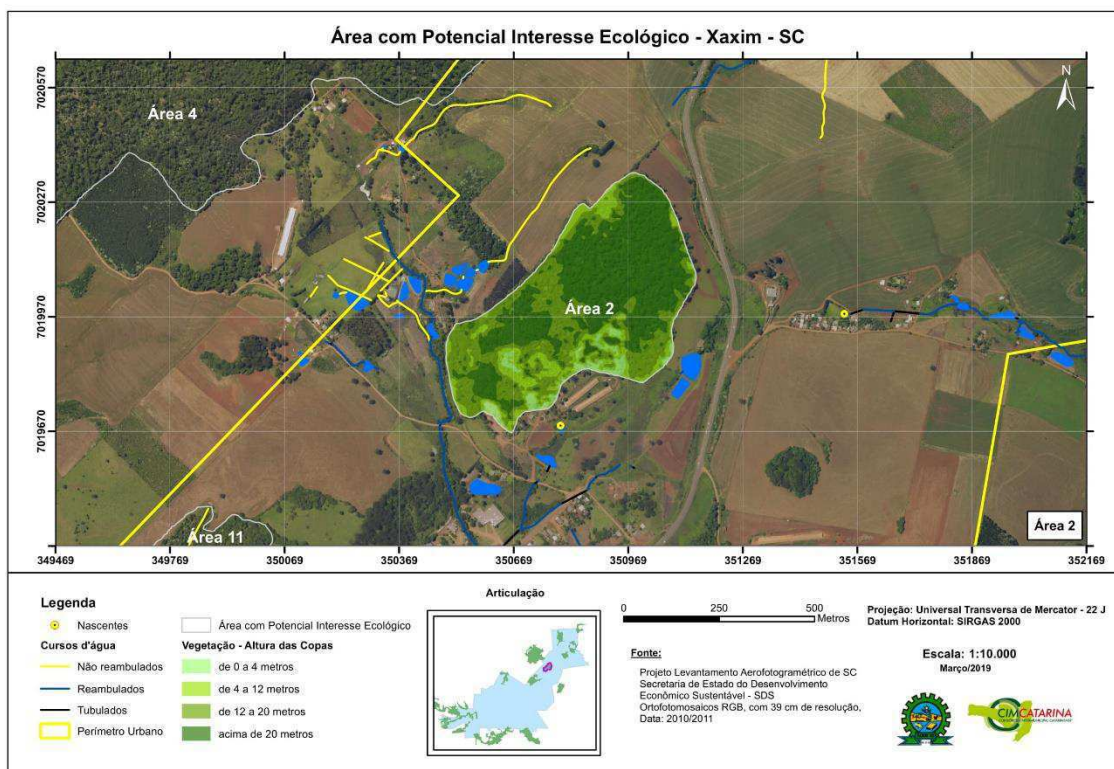 Área com Potencial Interesse Ecológico - Xaxim - SC
7020570
7020270
7019970
7019670
Área 4
N
Área 2
Área 11
Área 2
349469 349769 350069 350369 350669 350969 351269 351569 351869 352169
Legenda
Nascentes
Cursos d'água
Não reambulados
Reambulados
Tubulados
Perímetro Urbano
Área com Potencial Interesse Ecológico
Vegetação - Altura das Copas
de 0 a 4 metros
de 4 a 12 metros
de 12 a 20 metros
acima de 20 metros
Articulação
0 250 500
Metros
Fonte:
Projeto Levantamento Aerofotogramétrico de SC
Secretaria de Estado do Desenvolvimento
Econômico Sustentável - SDS
Ortofotomosaicos RGB, com 39 cm de resolução,
Data: 2010/2011
Projeção: Universal Transversa de Mercator - 22 J
Datum Horizontal: SIRGAS 2000
Escala: 1:10.000
Março/2019
CIMCATARINA